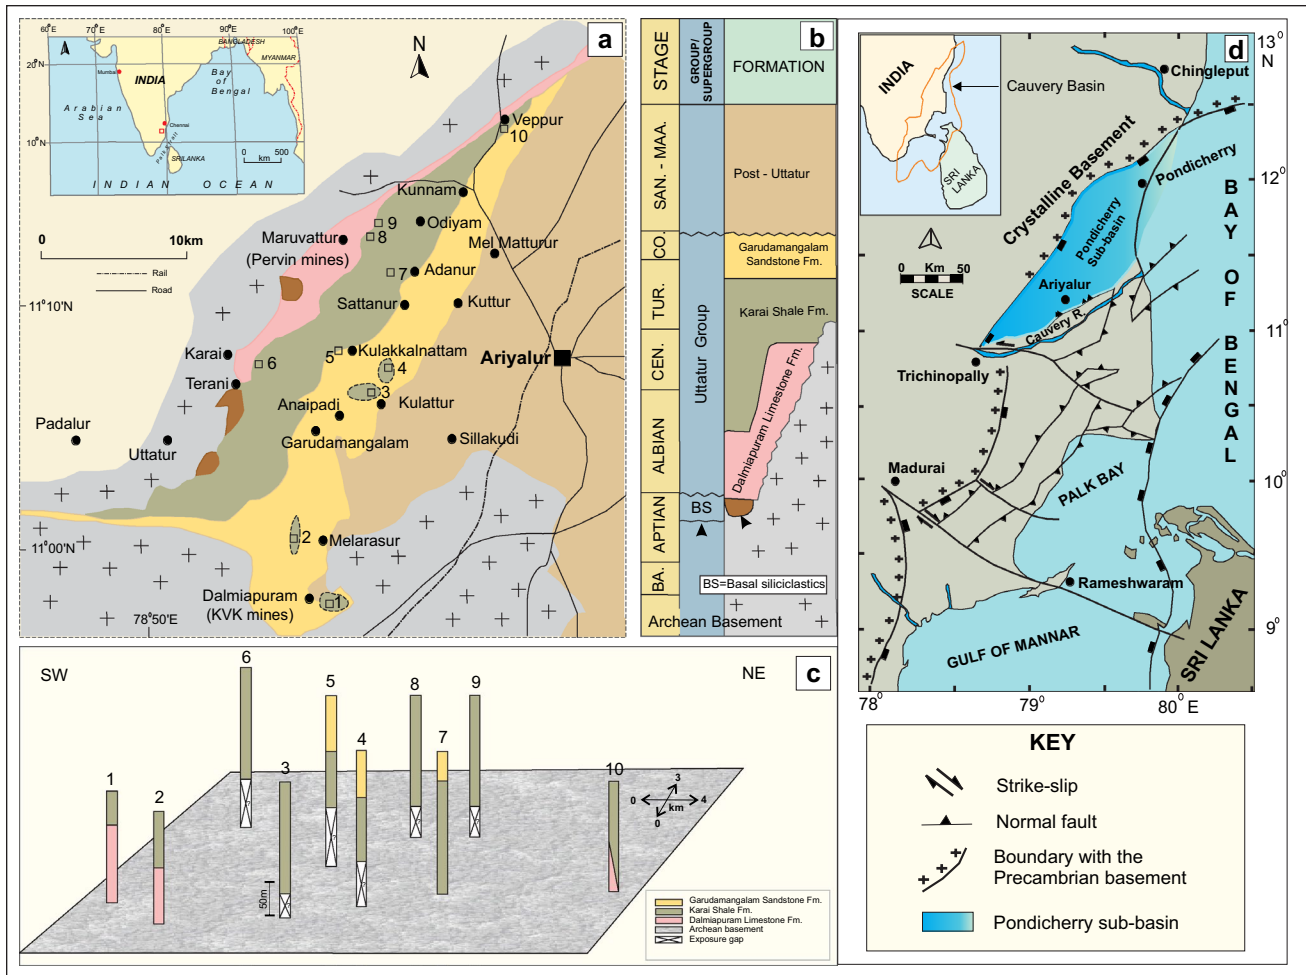 60°E
70°E
80°E
90°E
100°E
BANGLADESH
MYANMAR
20°N
Mumbai
INDIA
Bay
of
Bengal
Arabian
Sea
Chennai
10°N
Palk Strait
SRILANKA
0 km 500
INDIAN OCEAN
a
N
Veppur
10
Kunnam
9
Odiyam
8
Maruvattur
(Pervin mines)
Mel Matturur
0 10km
7
Adanur
Rail
Road
Sattanur
Kuttur
11°10'N
Karai
5
Kulakkalnattam
Ariyalur
6
4
Terani
3
Anaipadi
Kulattur
Padalur
Uttatur
Garudamangalam
Sillakudi
2
Melarasur
11°00'N
Dalmiapuram
(KVK mines)
1
78°50'E
b
STAGE
GROUP/
SUPERGROUP
FORMATION
SAN. - MAA.
Post - Uttatur
CO.
Garudamangalam
Sandstone Fm.
TUR.
Karai Shale Fm.
CEN.
Uttatur Group
Dalmiapuram Limestone Fm.
ALBIAN
APTIAN
BS
BA.
BS=Basal siliciclastics
Archean Basement
c
SW
NE
6
5
8
9
4
7
3
1
2
10
3
0 4
km
0
50m
?
?
?
?
?
?
Garudamangalam Sandstone Fm.
Karai Shale Fm.
Dalmiapuram Limestone Fm.
Archean basement
Exposure gap
d
INDIA
Cauvery Basin
SRI
LANKA
13°
N
Chingleput
Crystalline Basement
Pondicherry
12°
Pondicherry
Sub-basin
0 Km 50
SCALE
Ariyalur
Cauvery R.
11°
Trichinopally
BAY OF BENGAL
Madurai
10°
PALK BAY
Rameshwaram
9°
GULF OF MANNAR
SRI LANKA
78°
79°
80° E
KEY
Strike-slip
Normal fault
Boundary with the
Precambrian basement
Pondicherry sub-basin